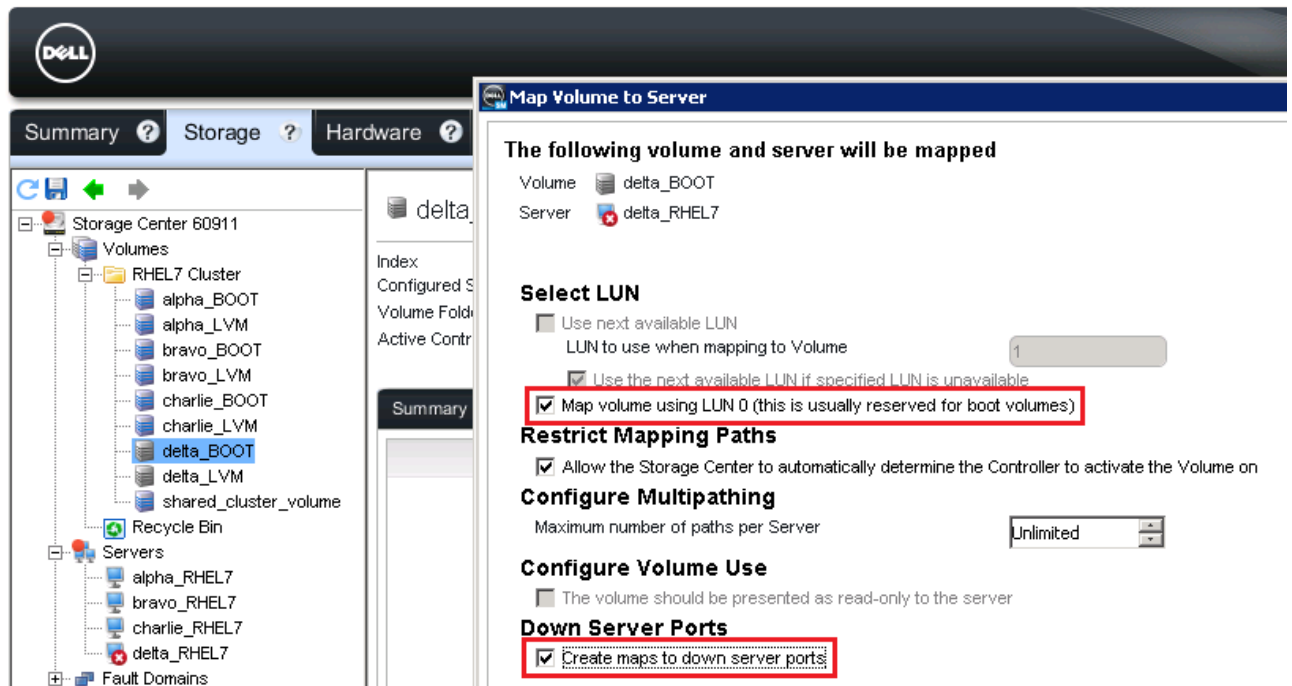 DELL
Summary ? Storage ? Hardware ?
Storage Center 60911
Volumes
RHEL7 Cluster
alpha_BOOT
alpha_LVM
bravo_BOOT
bravo_LVM
charlie_BOOT
charlie_LVM
delta_BOOT
delta_LVM
shared_cluster_volume
Recycle Bin
Servers
alpha_RHEL7
bravo_RHEL7
charlie_RHEL7
delta_RHEL7
Fault Domains
delta_
Index
Configured S
Volume Folde
Active Contr
Summary
Map Volume to Server
The following volume and server will be mapped
Volume delta_BOOT
Server delta_RHEL7
Select LUN
Use next available LUN
LUN to use when mapping to Volume 1
Use the next available LUN if specified LUN is unavailable
Map volume using LUN 0 (this is usually reserved for boot volumes)
Restrict Mapping Paths
Allow the Storage Center to automatically determine the Controller to activate the Volume on
Configure Multipathing
Maximum number of paths per Server Unlimited
Configure Volume Use
The volume should be presented as read-only to the server
Down Server Ports
Create maps to down server ports